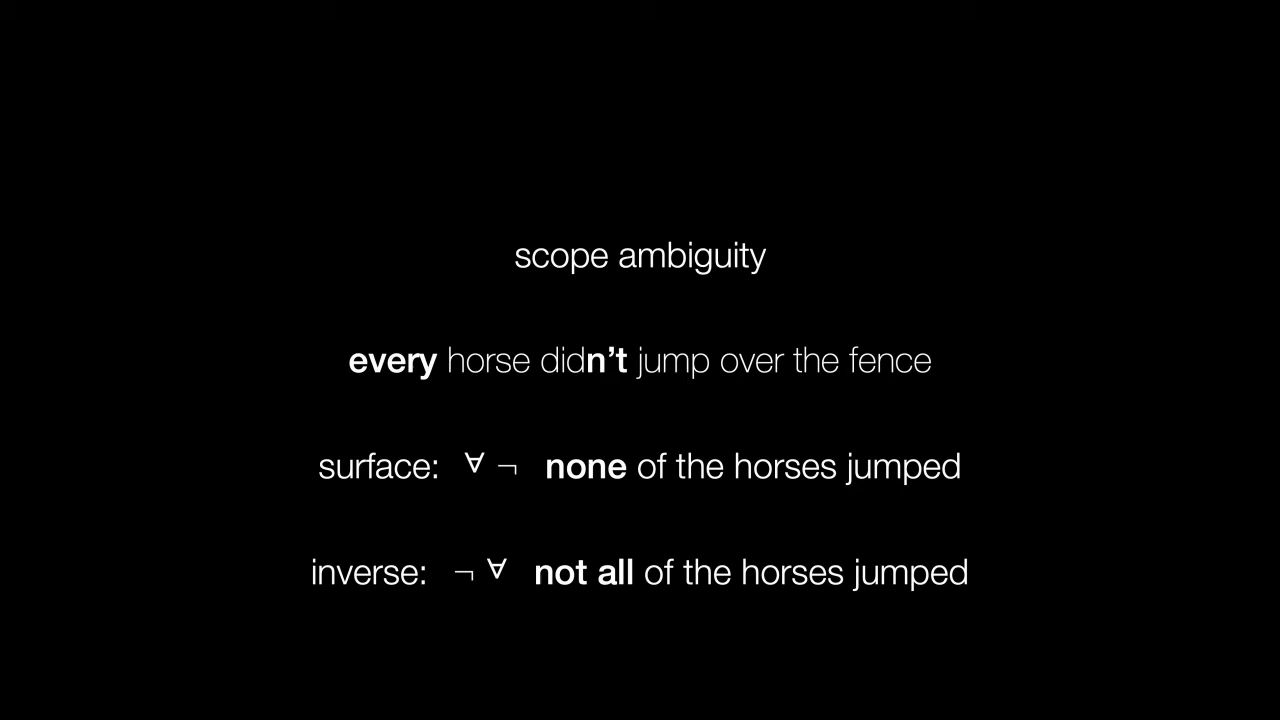 scope ambiguity
every horse didn’t jump over the fence
surface: ∀ ¬ none of the horses jumped
inverse: ¬ ∀ not all of the horses jumped